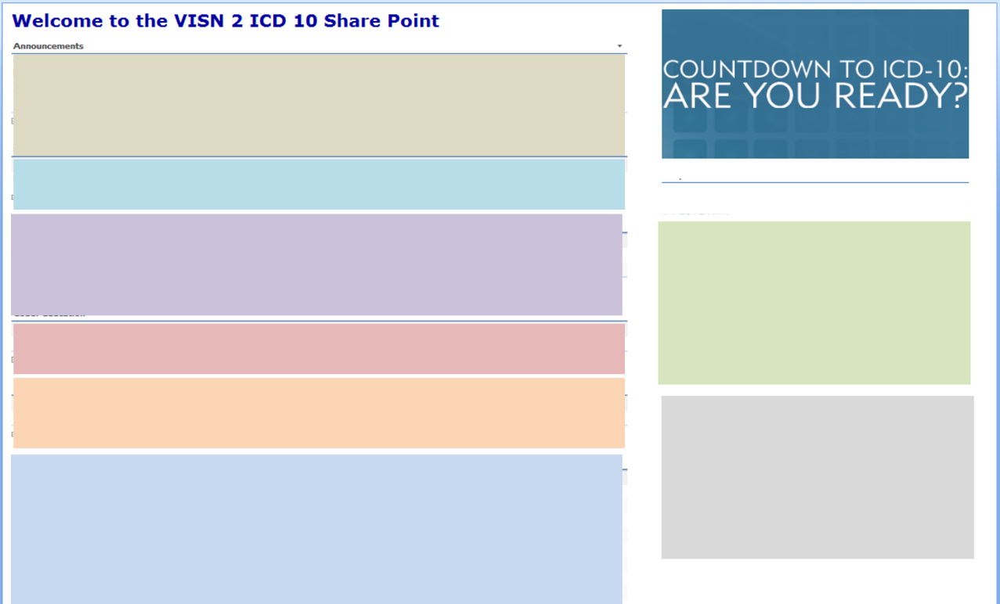 Welcome to the VISN 2 ICD 10 Share Point
Announcements
COUNTDOWN TO ICD-10:
ARE YOU READY?